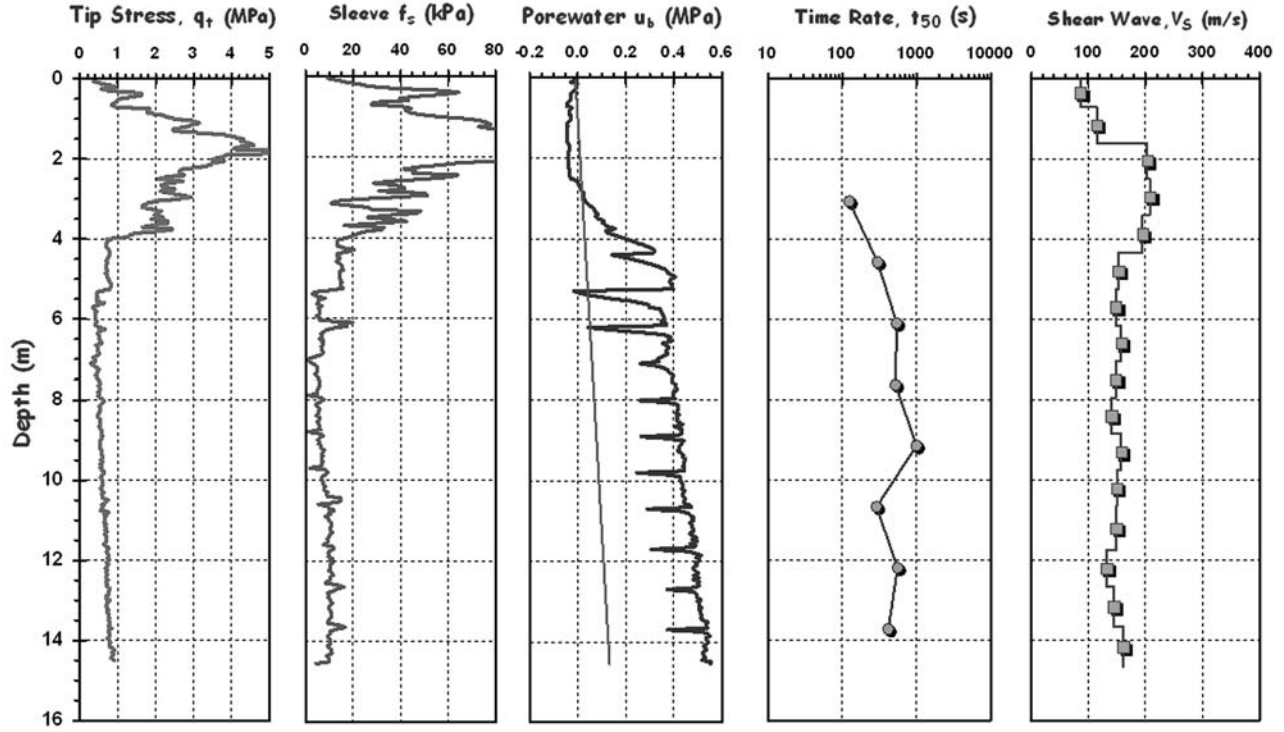 Tip Stress, qt (MPa)
Sleeve fs (kPa)
Porewater ub (MPa)
Time Rate, t50 (s)
Shear Wave, VS (m/s)
0 1 2 3 4 5
0 20 40 60 80
-0.2 0.0 0.2 0.4 0.6
10 100 1000 10000
0 100 200 300 400
0
2
4
6
8
10
12
14
16
Depth (m)